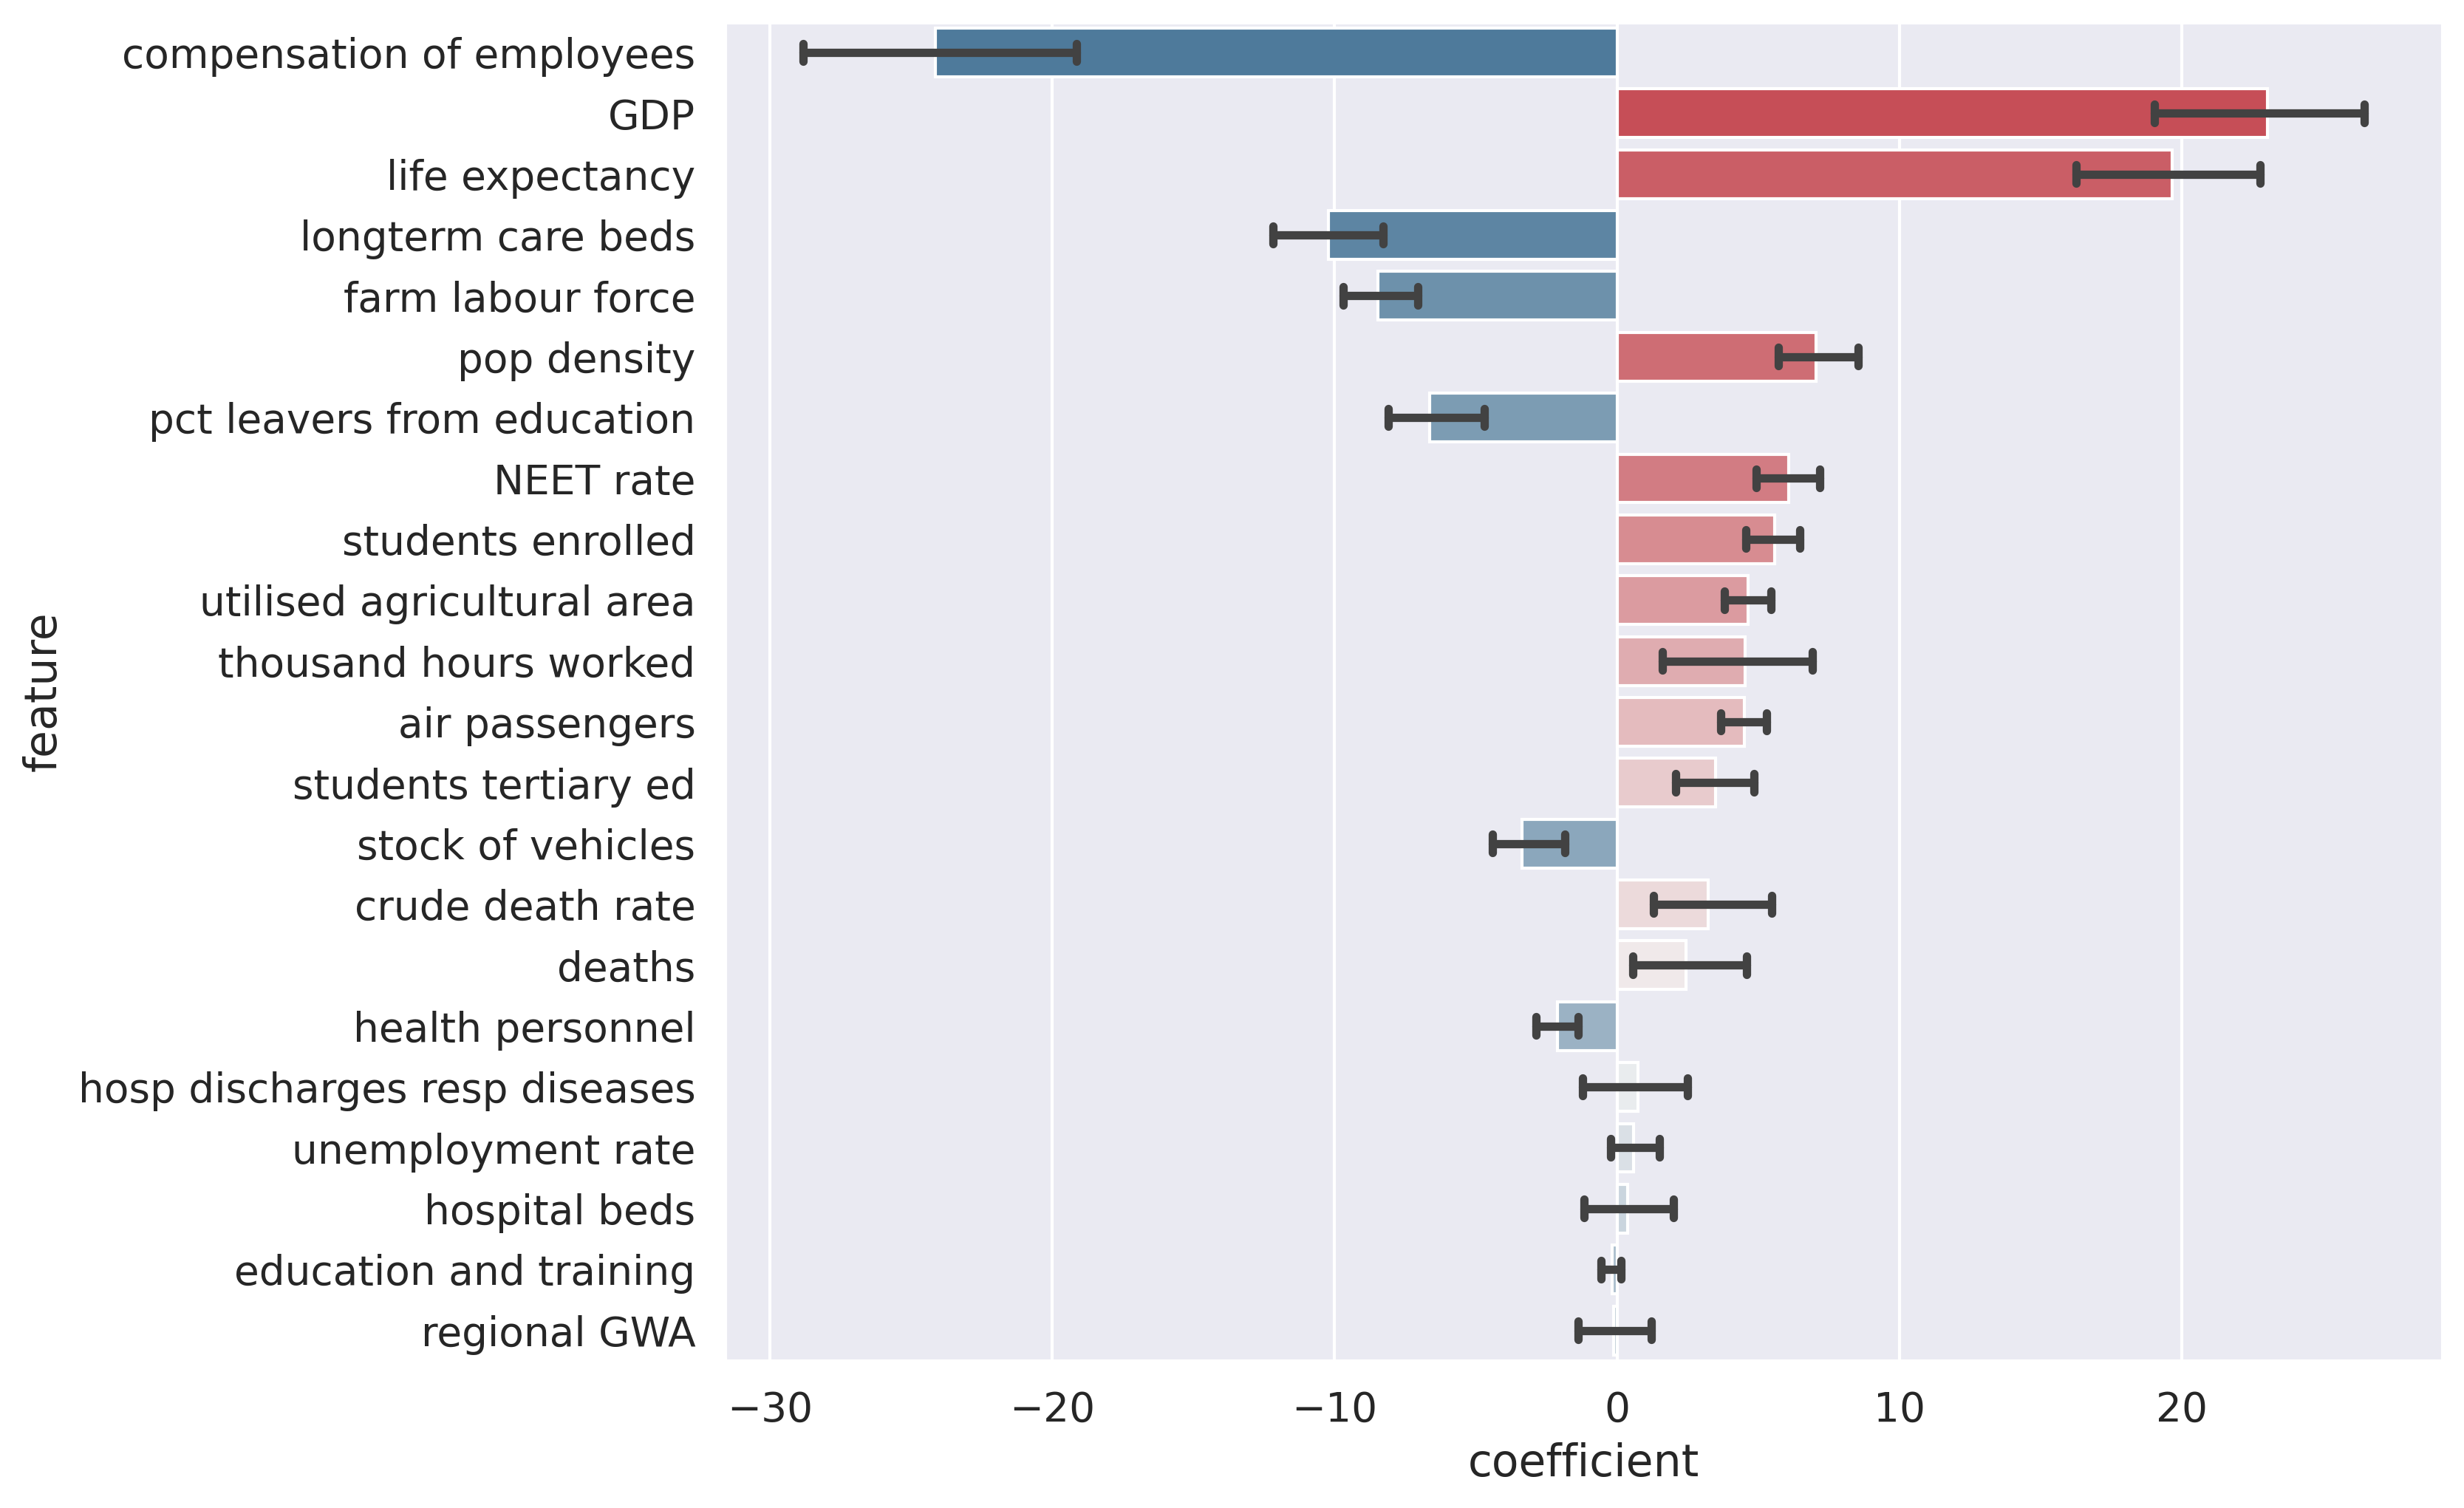 compensation of employees
GDP
life expectancy
longterm care beds
farm labour force
pop density
pct leavers from education
NEET rate
students enrolled
utilised agricultural area
thousand hours worked
air passengers
students tertiary ed
stock of vehicles
crude death rate
deaths
health personnel
hosp discharges resp diseases
unemployment rate
hospital beds
education and training
regional GWA
feature
−30 −20 −10 0 10 20
coefficient